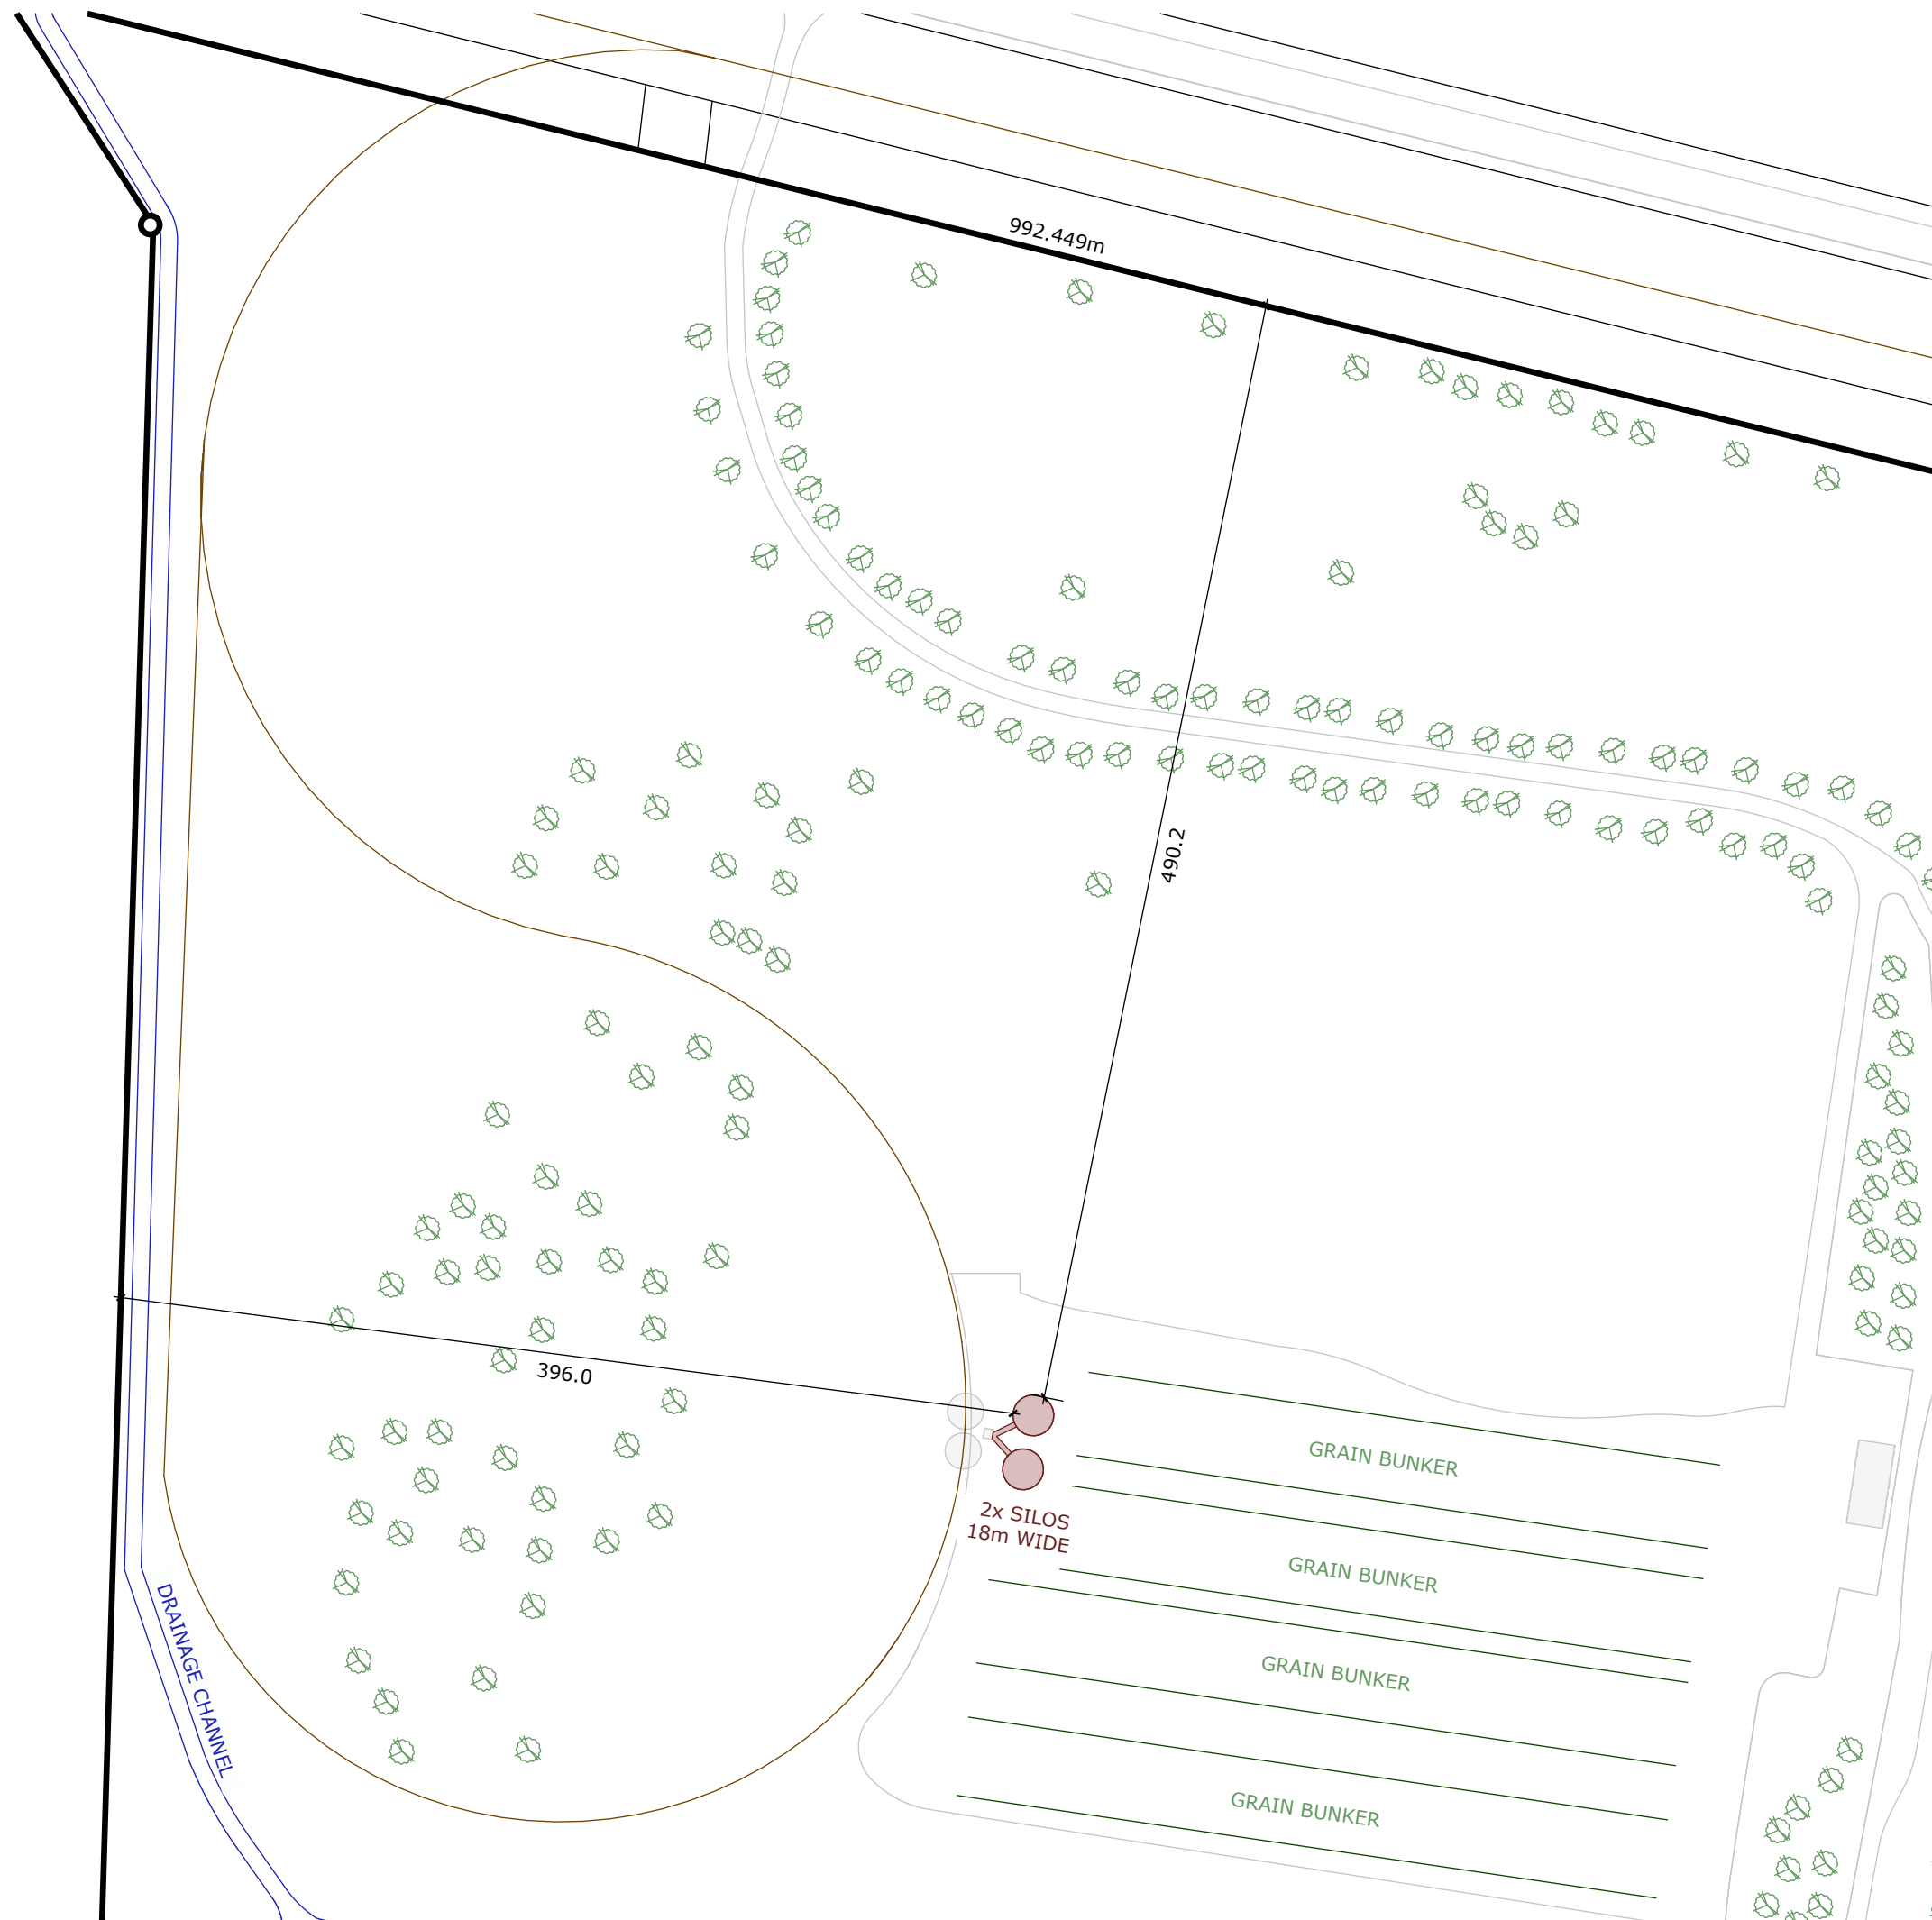 992.449m
490.2
396.0
GRAIN BUNKER
2x SILOS
18m WIDE
GRAIN BUNKER
GRAIN BUNKER
DRAINAGE CHANNEL
GRAIN BUNKER